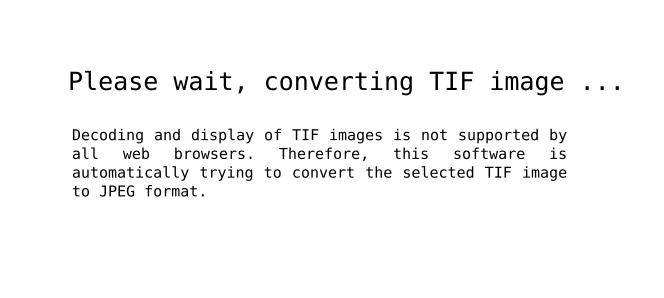 Please wait, converting TIF image ...
Decoding and display of TIF images is not supported by
all web browsers. Therefore, this software is
automatically trying to convert the selected TIF image
to JPEG format.